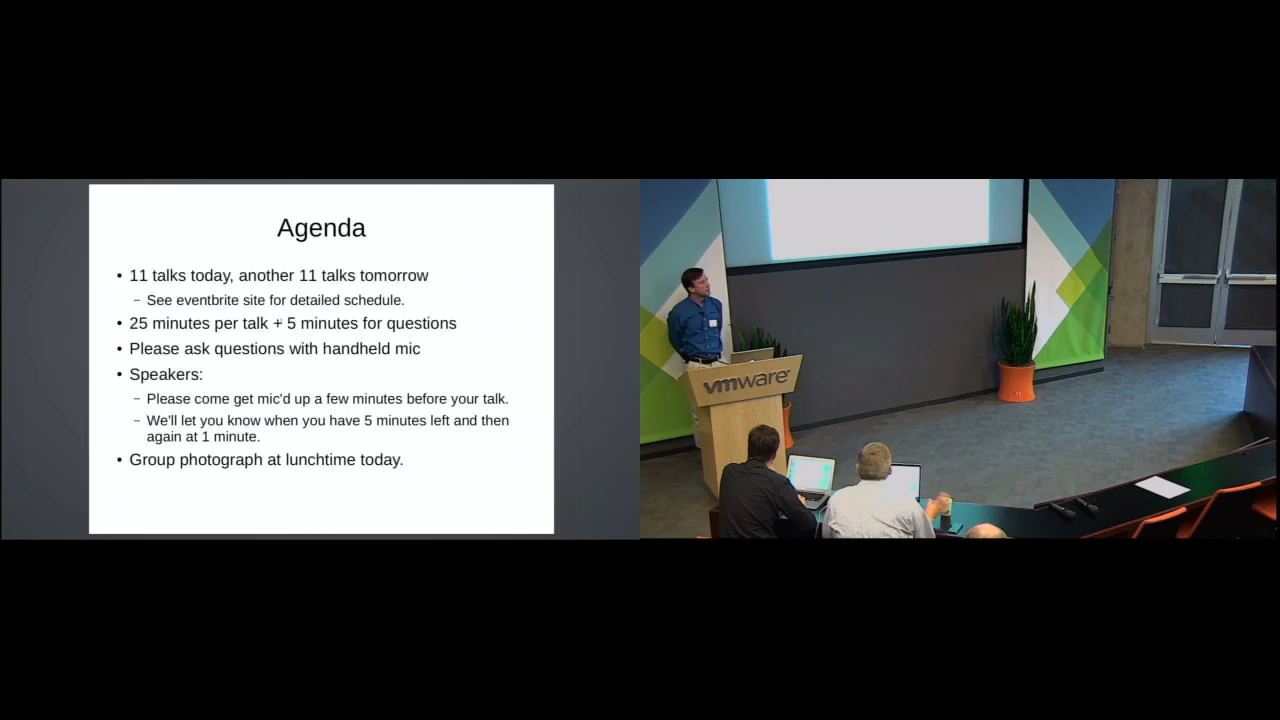 Agenda
• 11 talks today, another 11 talks tomorrow
– See eventbrite site for detailed schedule.
• 25 minutes per talk + 5 minutes for questions
• Please ask questions with handheld mic
• Speakers:
– Please come get mic'd up a few minutes before your talk.
– We'll let you know when you have 5 minutes left and then
again at 1 minute.
• Group photograph at lunchtime today.
vmware